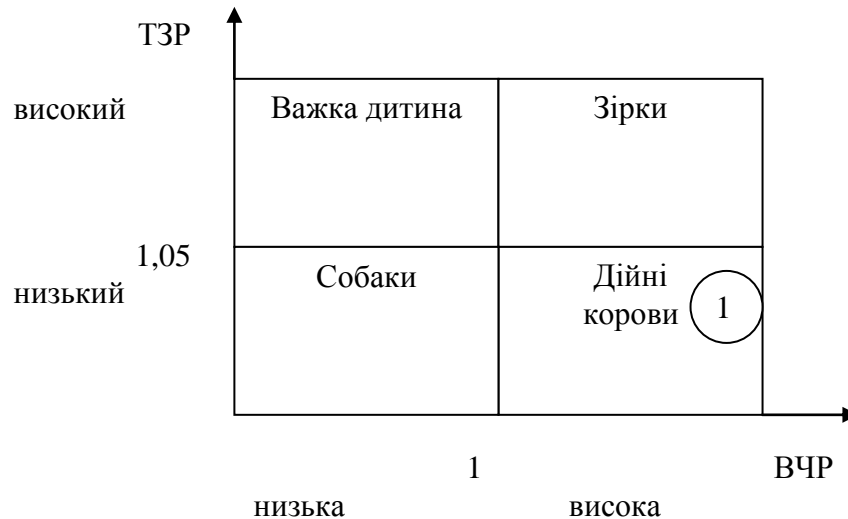 ТЗР
високий
Важка дитина
Зірки
1,05
низький
Собаки
Дійні
корови
1
1
ВЧР
низька
висока